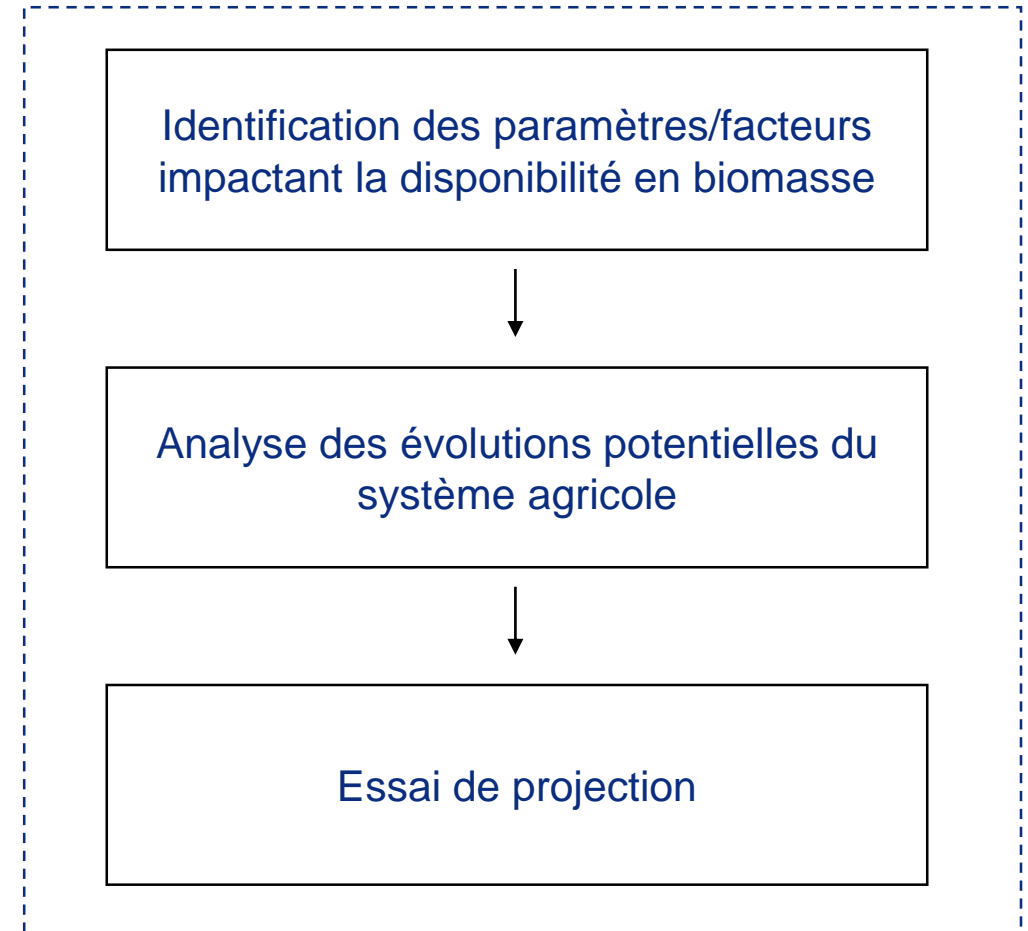 Identification des paramètres/facteurs
impactant la disponibilité en biomasse
Analyse des évolutions potentielles du
système agricole
Essai de projection